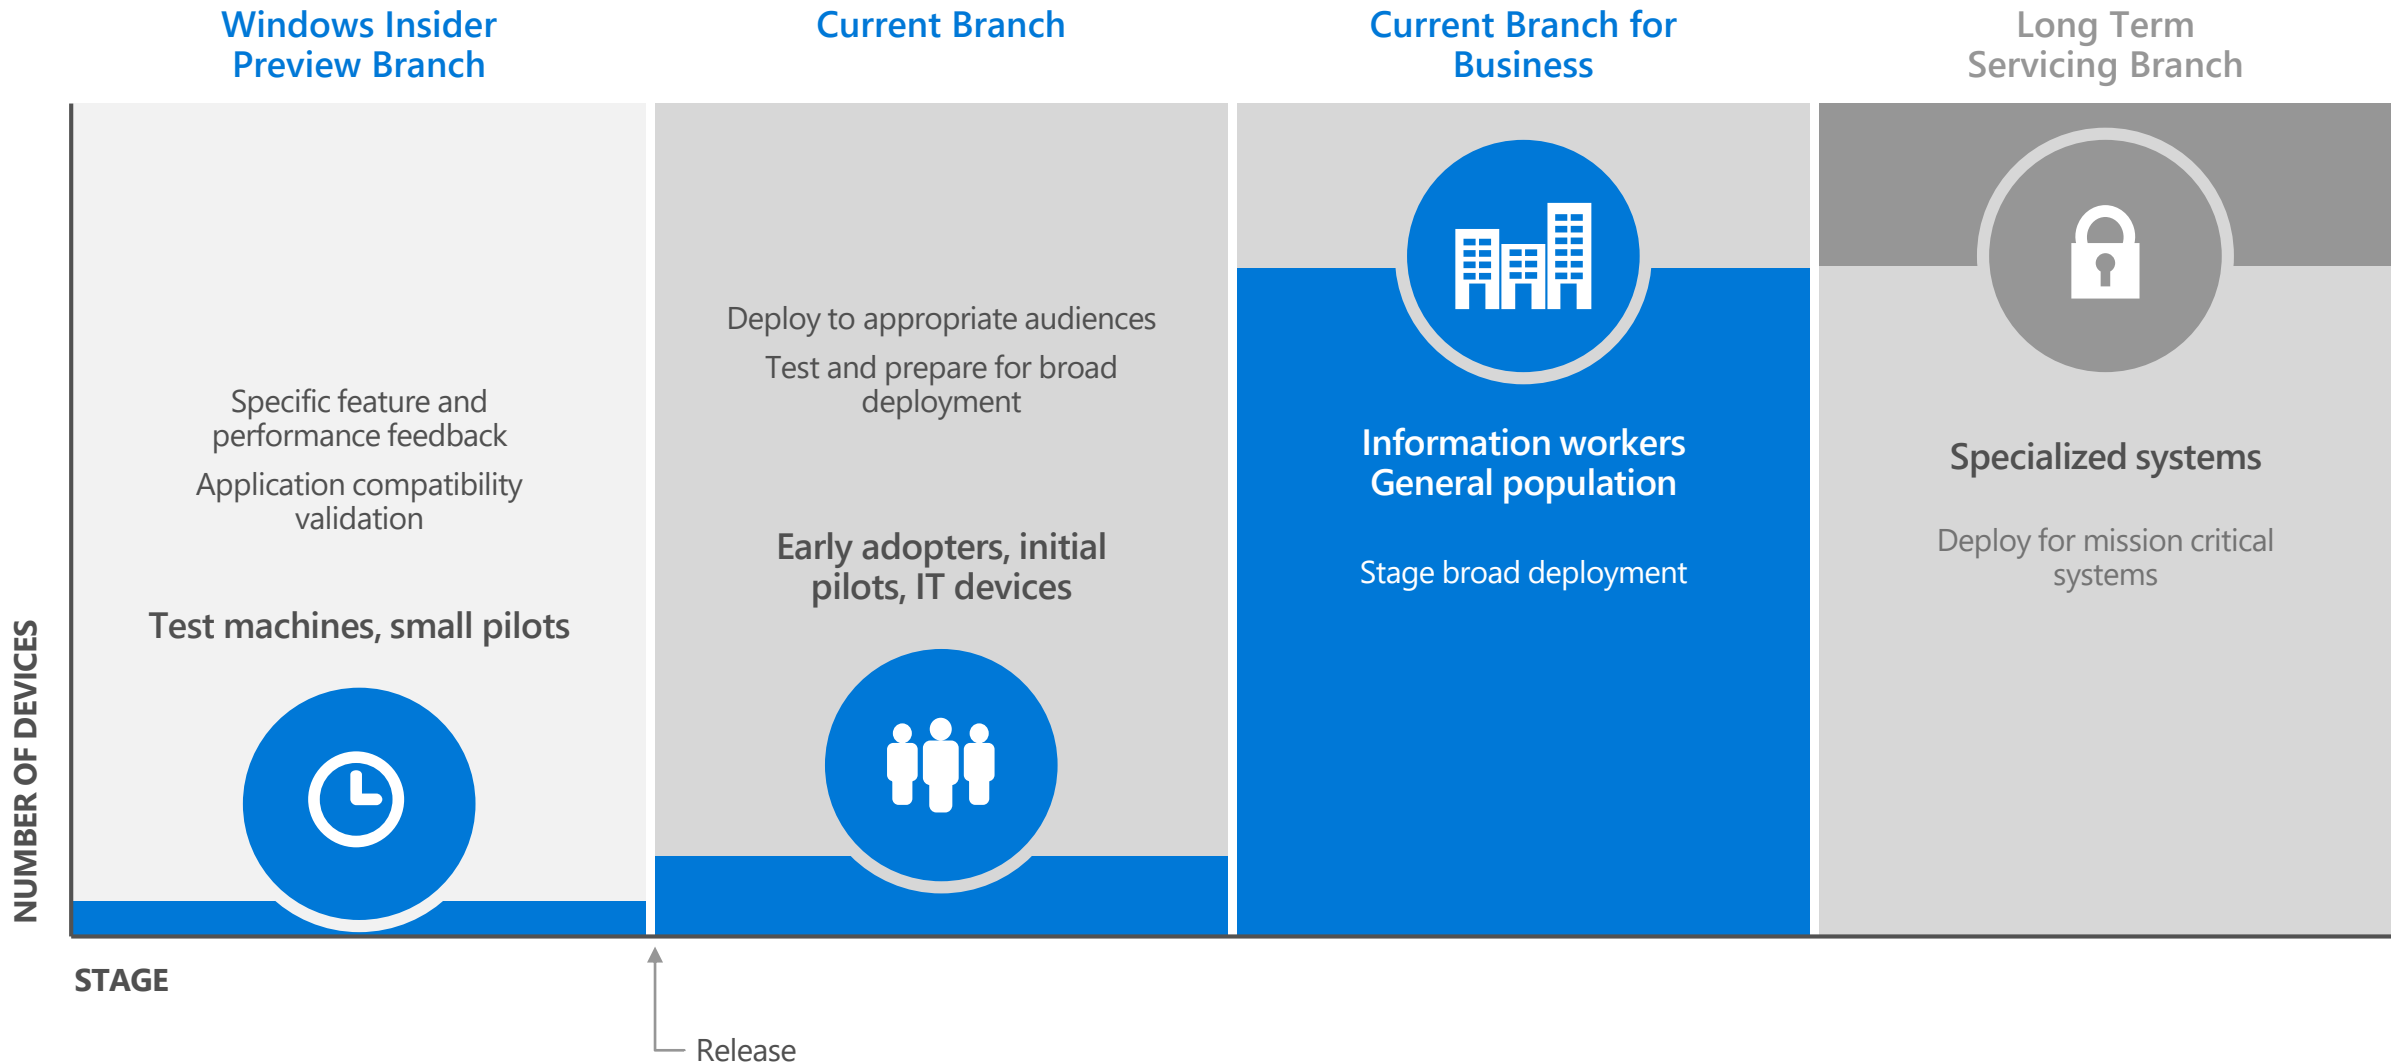 Windows Insider
Preview Branch
Current Branch
Current Branch for
Business
Long Term
Servicing Branch
Specific feature and
performance feedback
Application compatibility
validation
Test machines, small pilots
Deploy to appropriate audiences
Test and prepare for broad
deployment
Early adopters, initial
pilots, IT devices
Information workers
General population
Stage broad deployment
Specialized systems
Deploy for mission critical
systems
NUMBER OF DEVICES
STAGE
Release